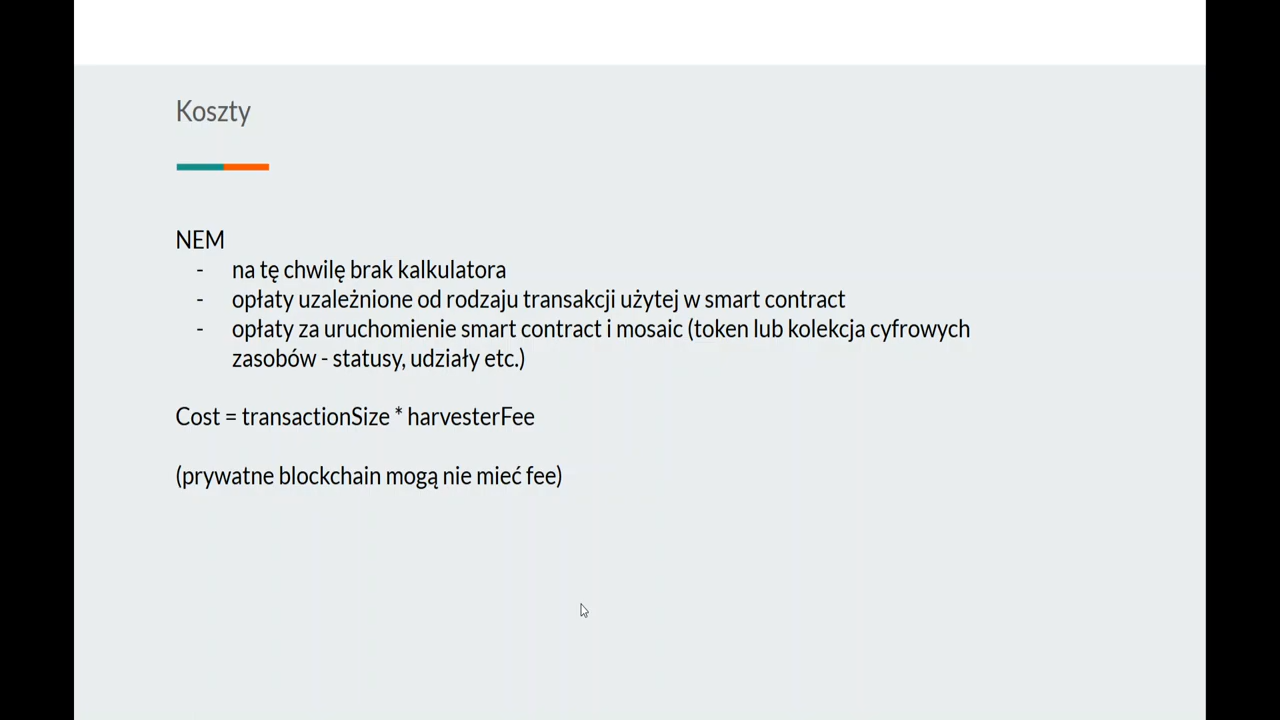 Koszty
NEM
- na tę chwilę brak kalkulatora
- opłaty uzależnione od rodzaju transakcji użytej w smart contract
- opłaty za uruchomienie smart contract i mosaic (token lub kolekcja cyfrowych
zasobów - statusy, udziały etc.)
Cost = transactionSize * harvesterFee
(prywatne blockchain mogą nie mieć fee)